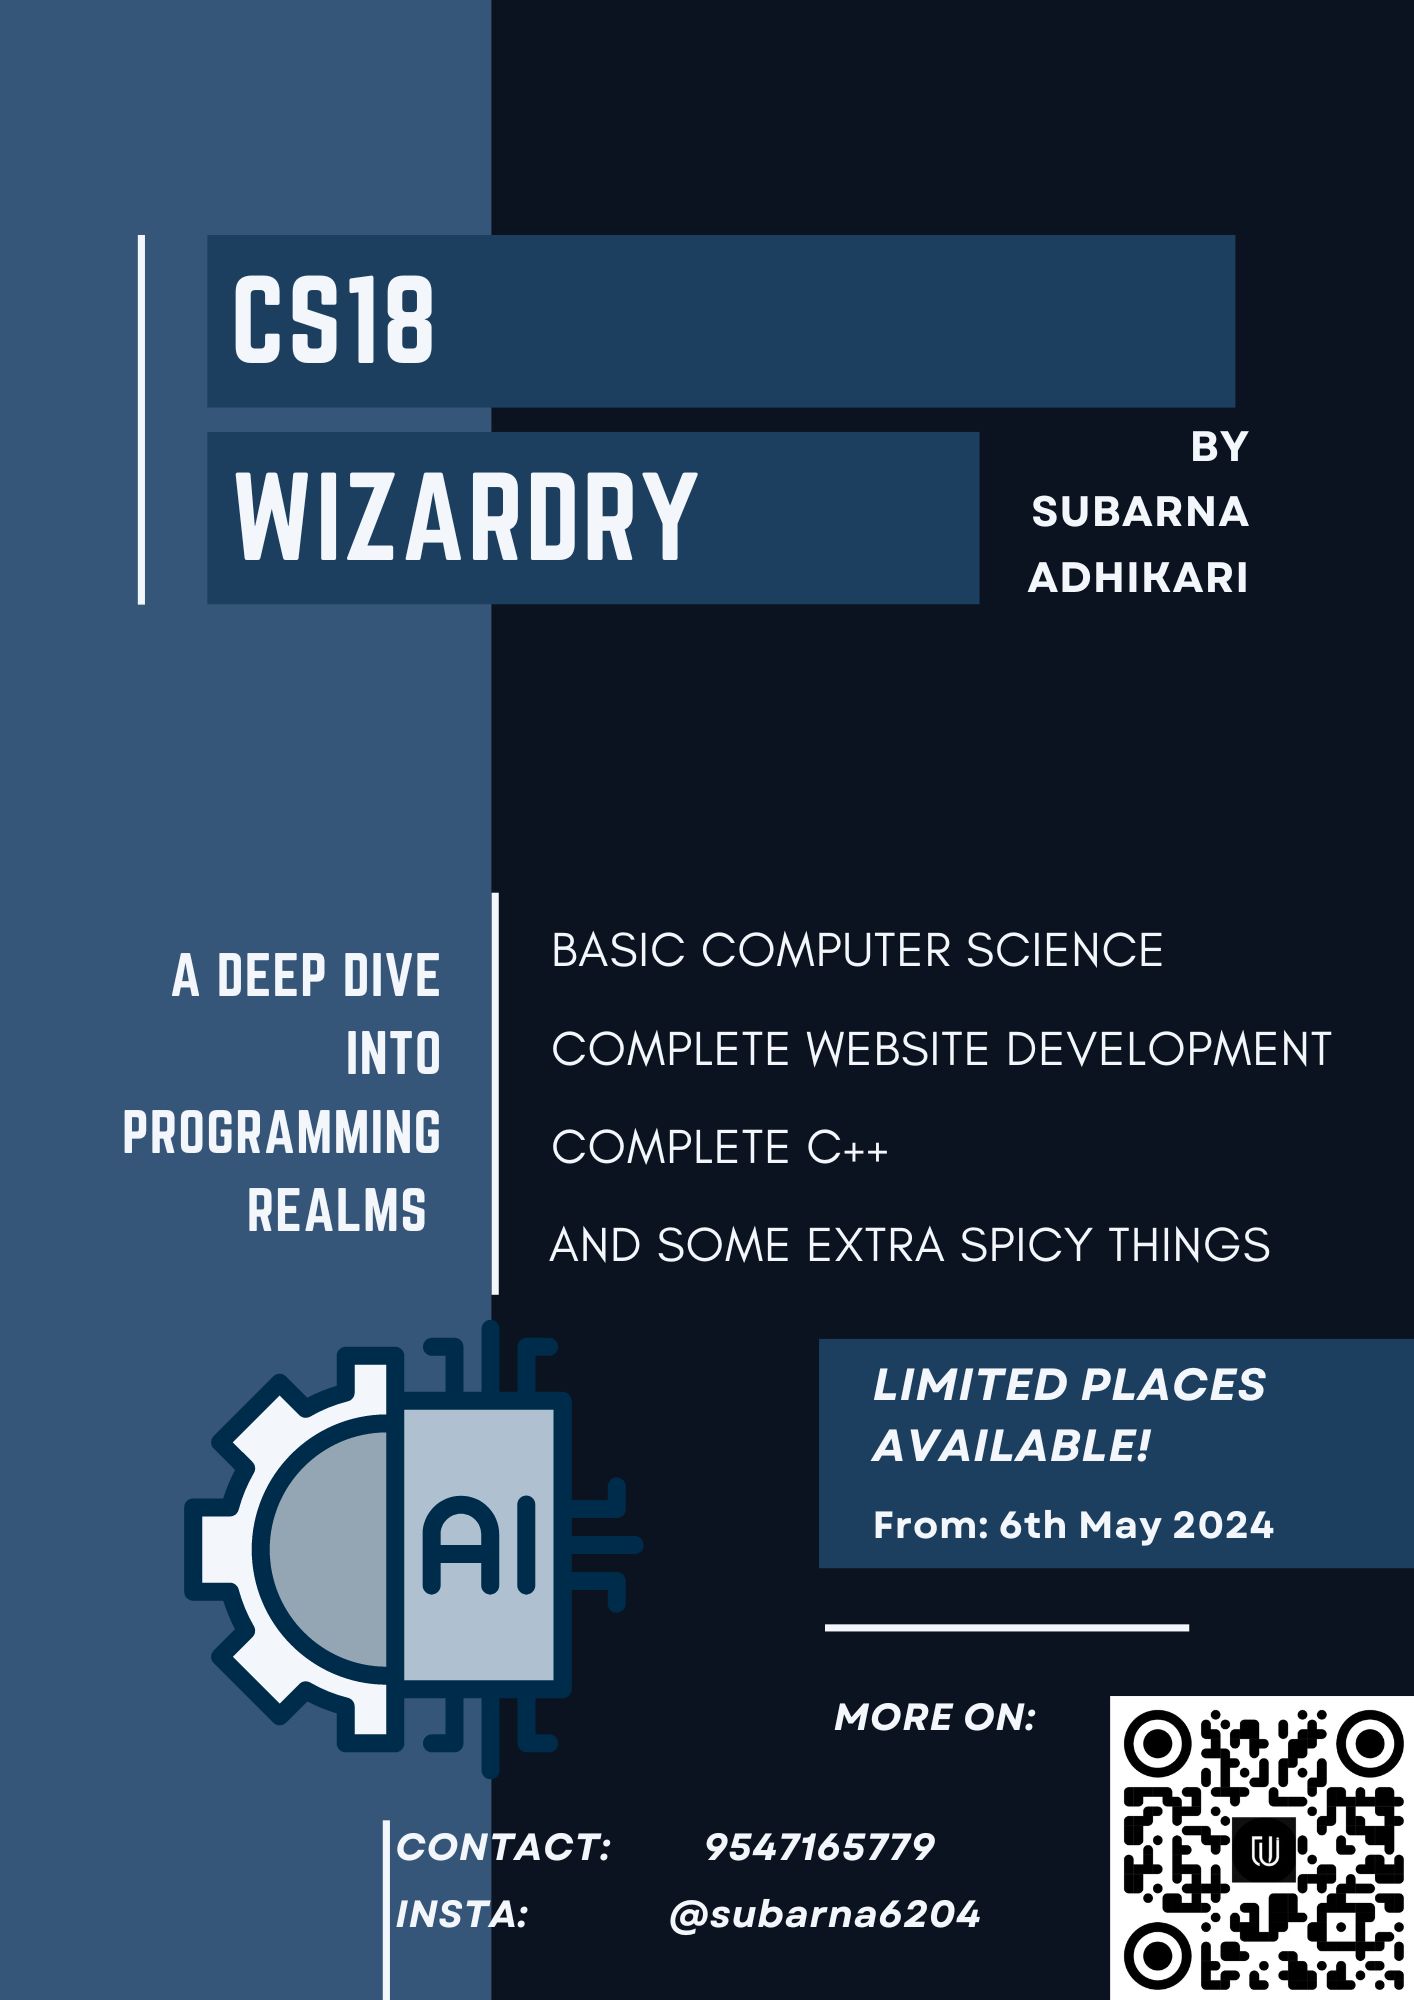 CS18
WIZARDRY
BY
SUBARNA
ADHIKARI
A DEEP DIVE
INTO
PROGRAMMING
REALMS
BASIC COMPUTER SCIENCE
COMPLETE WEBSITE DEVELOPMENT
COMPLETE C++
AND SOME EXTRA SPICY THINGS
AI
LIMITED PLACES
AVAILABLE!
From: 6th May 2024
MORE ON:
CONTACT: 9547165779
INSTA: @subarna6204